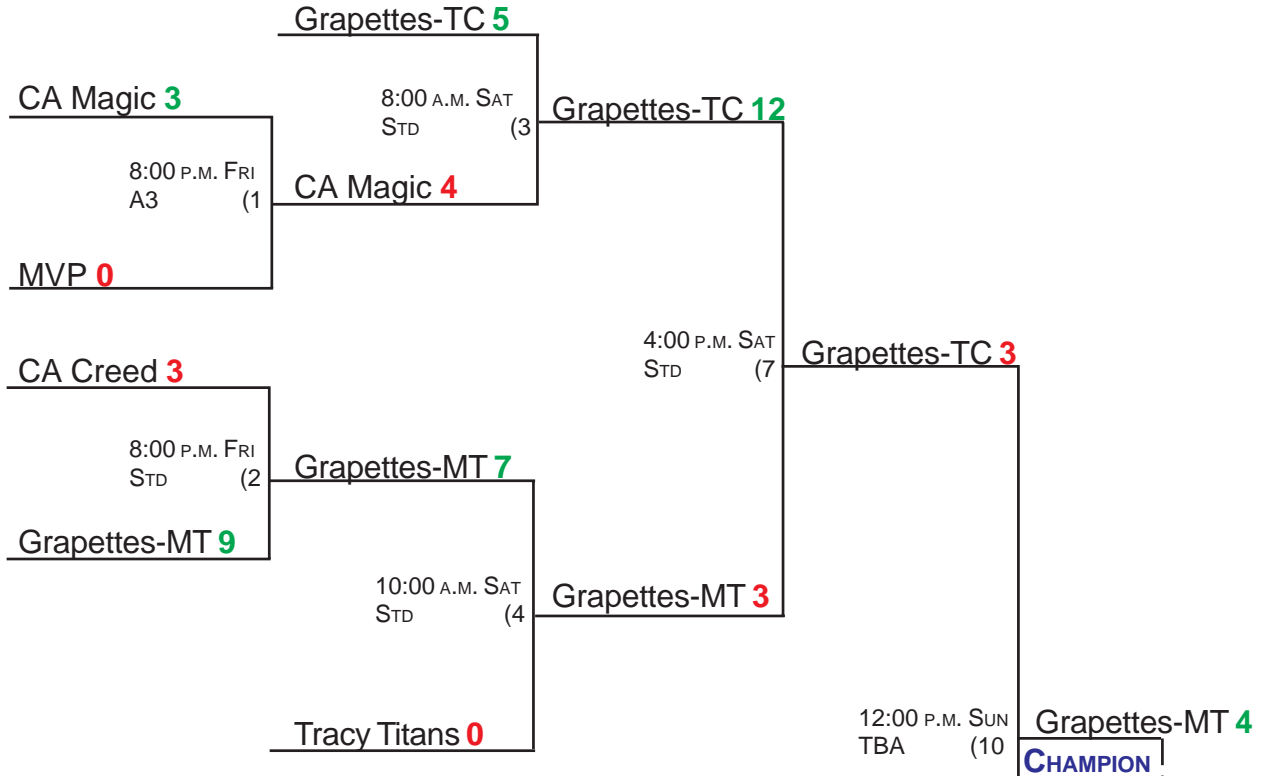 Grapettes-TC 5
CA Magic 3
8:00 A.M. SAT
STD (3
Grapettes-TC 12
8:00 P.M. FRI
A3 (1
CA Magic 4
MVP 0
4:00 P.M. SAT
STD (7
Grapettes-TC 3
CA Creed 3
8:00 P.M. FRI
STD (2
Grapettes-MT 7
Grapettes-MT 9
10:00 A.M. SAT
STD (4
Grapettes-MT 3
Tracy Titans 0
12:00 P.M. SUN
TBA (10
Grapettes-MT 4
CHAMPION